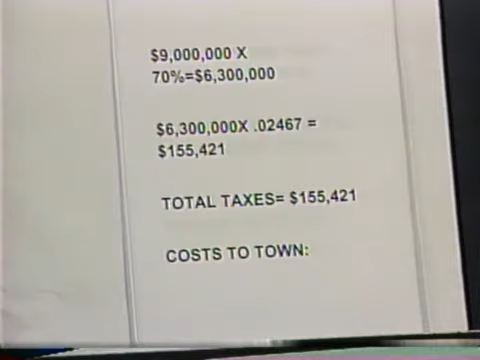 $9,000,000 X
70%=$6,300,000
$6,300,000X .02467 =
$155,421
TOTAL TAXES= $155,421
COSTS TO TOWN: